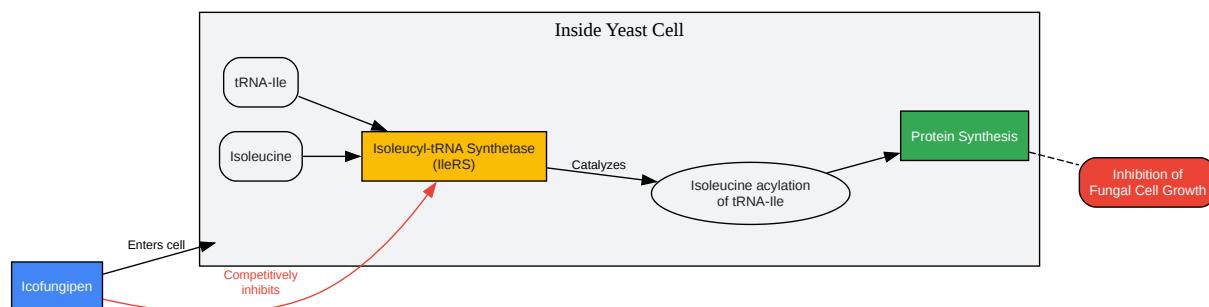 Inside Yeast Cell
tRNA-Ile
Isoleucine
Isoleucyl-tRNA Synthetase
(IleRS)
Catalyzes
Isoleucine acylation
of tRNA-Ile
Protein Synthesis
Inhibition of
Fungal Cell Growth
Enters cell
Icofungipen
Competitively
inhibits